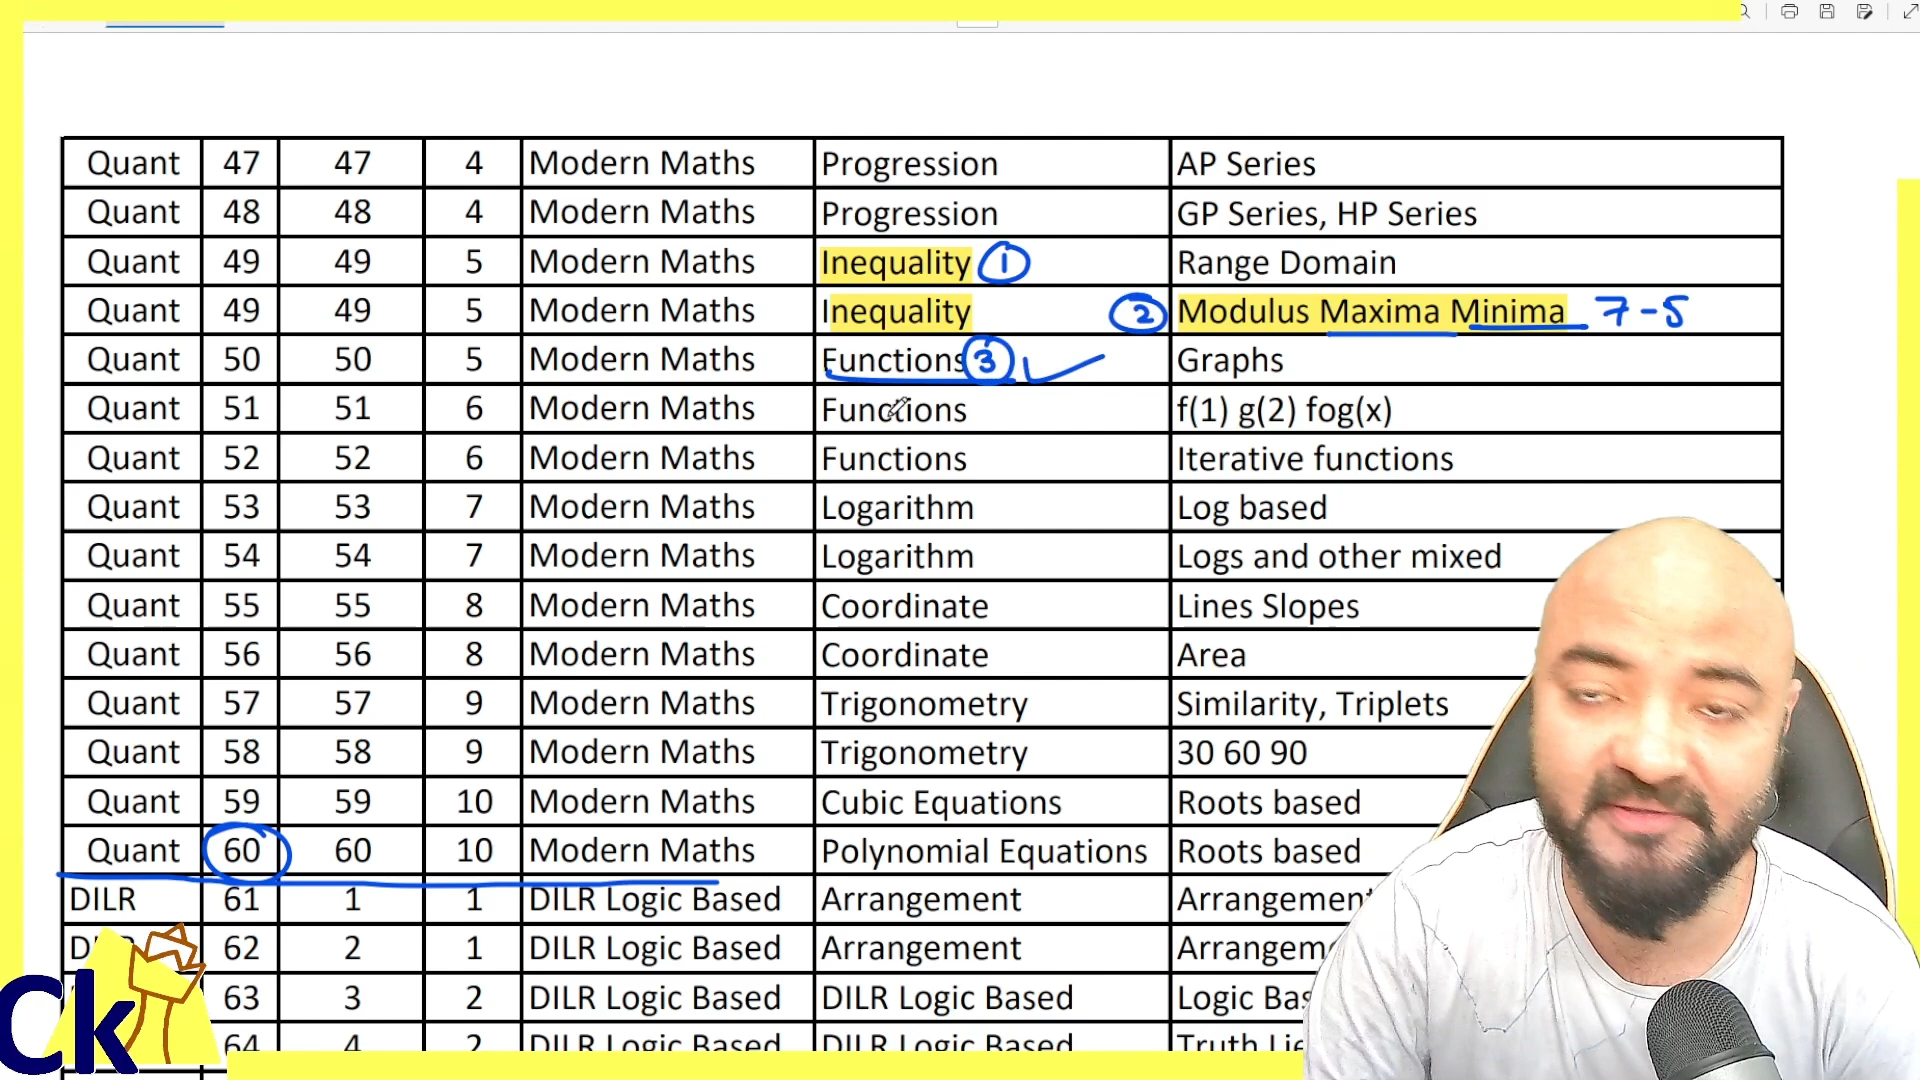 Quant 47 47 4 Modern Maths Progression AP Series
Quant 48 48 4 Modern Maths Progression GP Series, HP Series
Quant 49 49 5 Modern Maths Inequality 1 Range Domain
Quant 49 49 5 Modern Maths Inequality 2 Modulus Maxima Minima 7-5
Quant 50 50 5 Modern Maths Functions 3 Graphs
Quant 51 51 6 Modern Maths Functions f(1) g(2) fog(x)
Quant 52 52 6 Modern Maths Functions Iterative functions
Quant 53 53 7 Modern Maths Logarithm Log based
Quant 54 54 7 Modern Maths Logarithm Logs and other mixed
Quant 55 55 8 Modern Maths Coordinate Lines Slopes
Quant 56 56 8 Modern Maths Coordinate Area
Quant 57 57 9 Modern Maths Trigonometry Similarity, Triplets
Quant 58 58 9 Modern Maths Trigonometry 30 60 90
Quant 59 59 10 Modern Maths Cubic Equations Roots based
Quant 60 60 10 Modern Maths Polynomial Equations Roots based
DILR 61 1 1 DILR Logic Based Arrangement
62 2 1 DILR Logic Based Arrangement
63 3 2 DILR Logic Based DILR Logic Based Logic
64 4 2 DILR Logic Based DILR Logic Based Truth
Ck